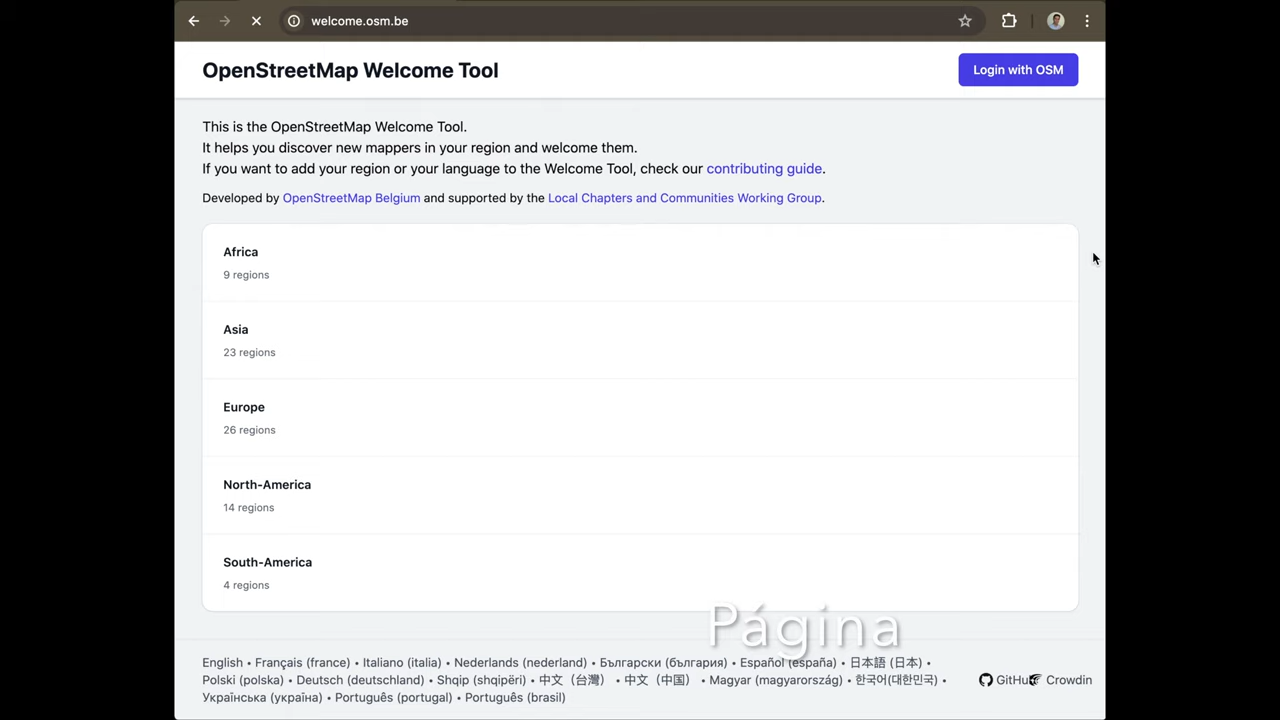 welcome.osm.be
OpenStreetMap Welcome Tool
Login with OSM
This is the OpenStreetMap Welcome Tool.
It helps you discover new mappers in your region and welcome them.
If you want to add your region or your language to the Welcome Tool, check our contributing guide.
Developed by OpenStreetMap Belgium and supported by the Local Chapters and Communities Working Group.
Africa
9 regions
Asia
23 regions
Europe
26 regions
North-America
14 regions
South-America
4 regions
Página
English • Français (france) • Italiano (italia) • Nederlands (nederland) • Български (българия) • Español (españa) • 日本語 (日本) •
Polski (polska) • Deutsch (deutschland) • Shqip (shqipëri) • 中文（台灣） • 中文（中国） • Magyar (magyarország) • 한국어(대한민국) •
Українська (україна) • Português (portugal) • Português (brasil)
GitHu Crowdin